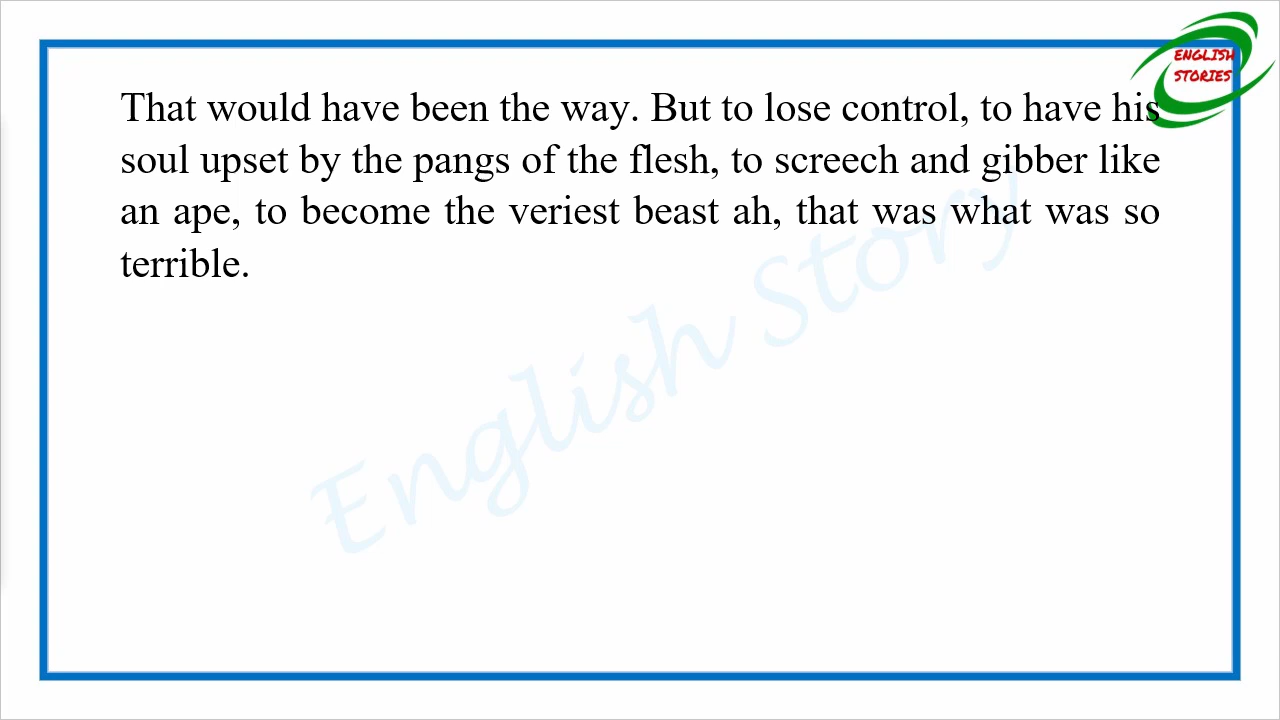 ENGLISH
STORIES
That would have been the way. But to lose control, to have his
soul upset by the pangs of the flesh, to screech and gibber like
an ape, to become the veriest beast ah, that was what was so
terrible.
English Story